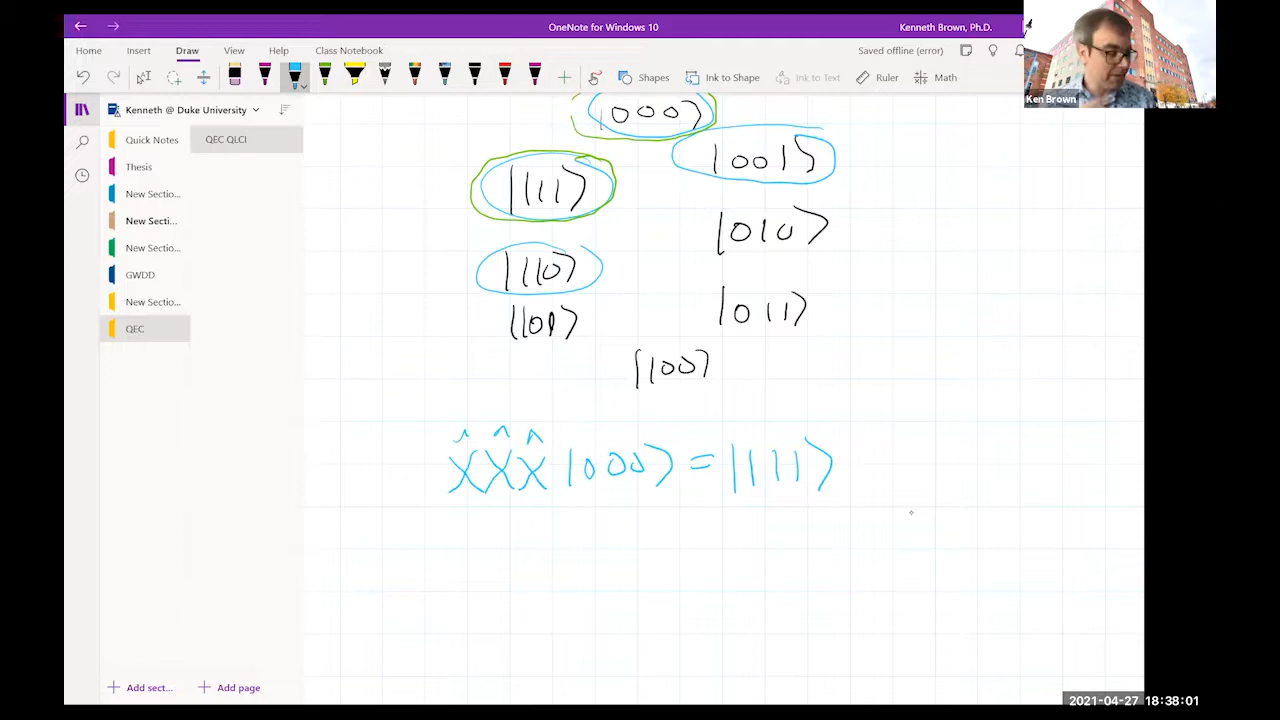 OneNote for Windows 10
Kenneth Brown, Ph.D.
Home Insert Draw View Help Class Notebook
Saved offline (error)
Shapes Ink to Shape Ink to Text Ruler Math
Ken Brown
Kenneth @ Duke University
Quick Notes
Thesis
New Sectio...
New Secti...
New Sectio...
GWDD
New Sectio...
QEC
QEC QLCI
|000⟩
|001⟩
|111⟩
|010⟩
|110⟩
|011⟩
|101⟩
|100⟩
X̂X̂X̂|000⟩ = |111⟩
Add sect...
Add page
2021-04-27 18:38:01